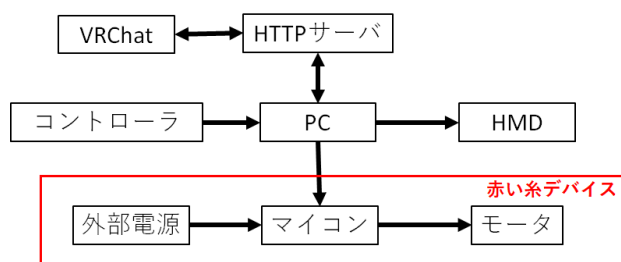 VRChat
HTTPサーバ
コントローラ
PC
HMD
赤い糸デバイス
外部電源
マイコン
モータ